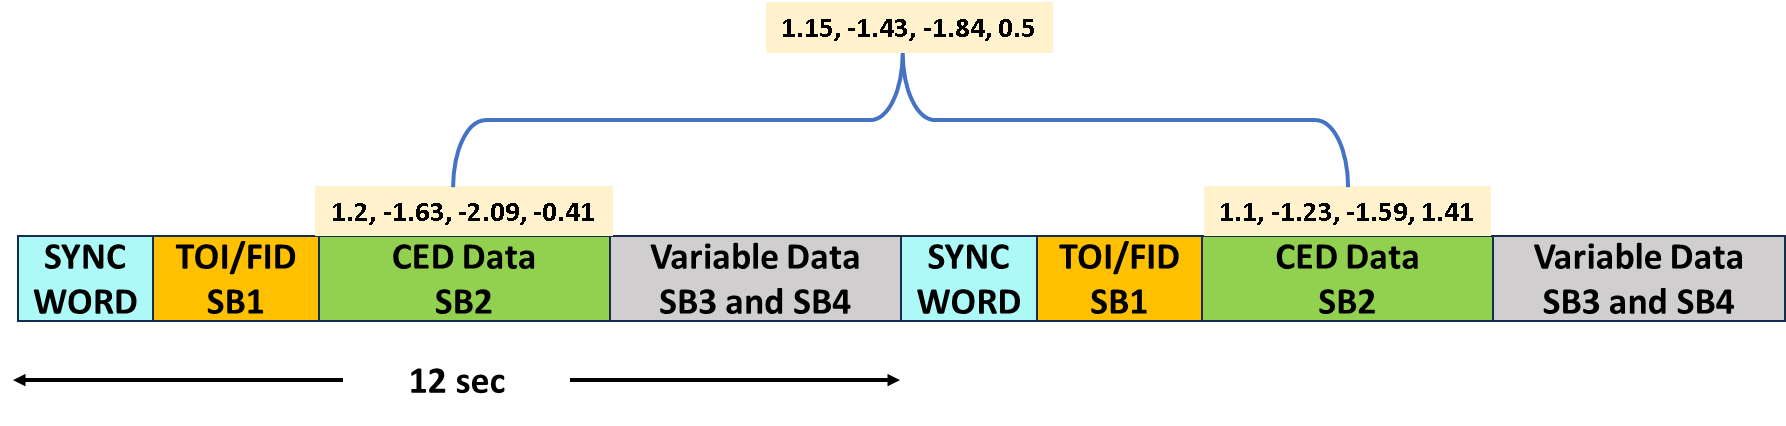 1.15, -1.43, -1.84, 0.5
1.2, -1.63, -2.09, -0.41
1.1, -1.23, -1.59, 1.41
SYNC
WORD
TOI/FID
SB1
CED Data
SB2
Variable Data
SB3 and SB4
SYNC
WORD
TOI/FID
SB1
CED Data
SB2
Variable Data
SB3 and SB4
12 sec